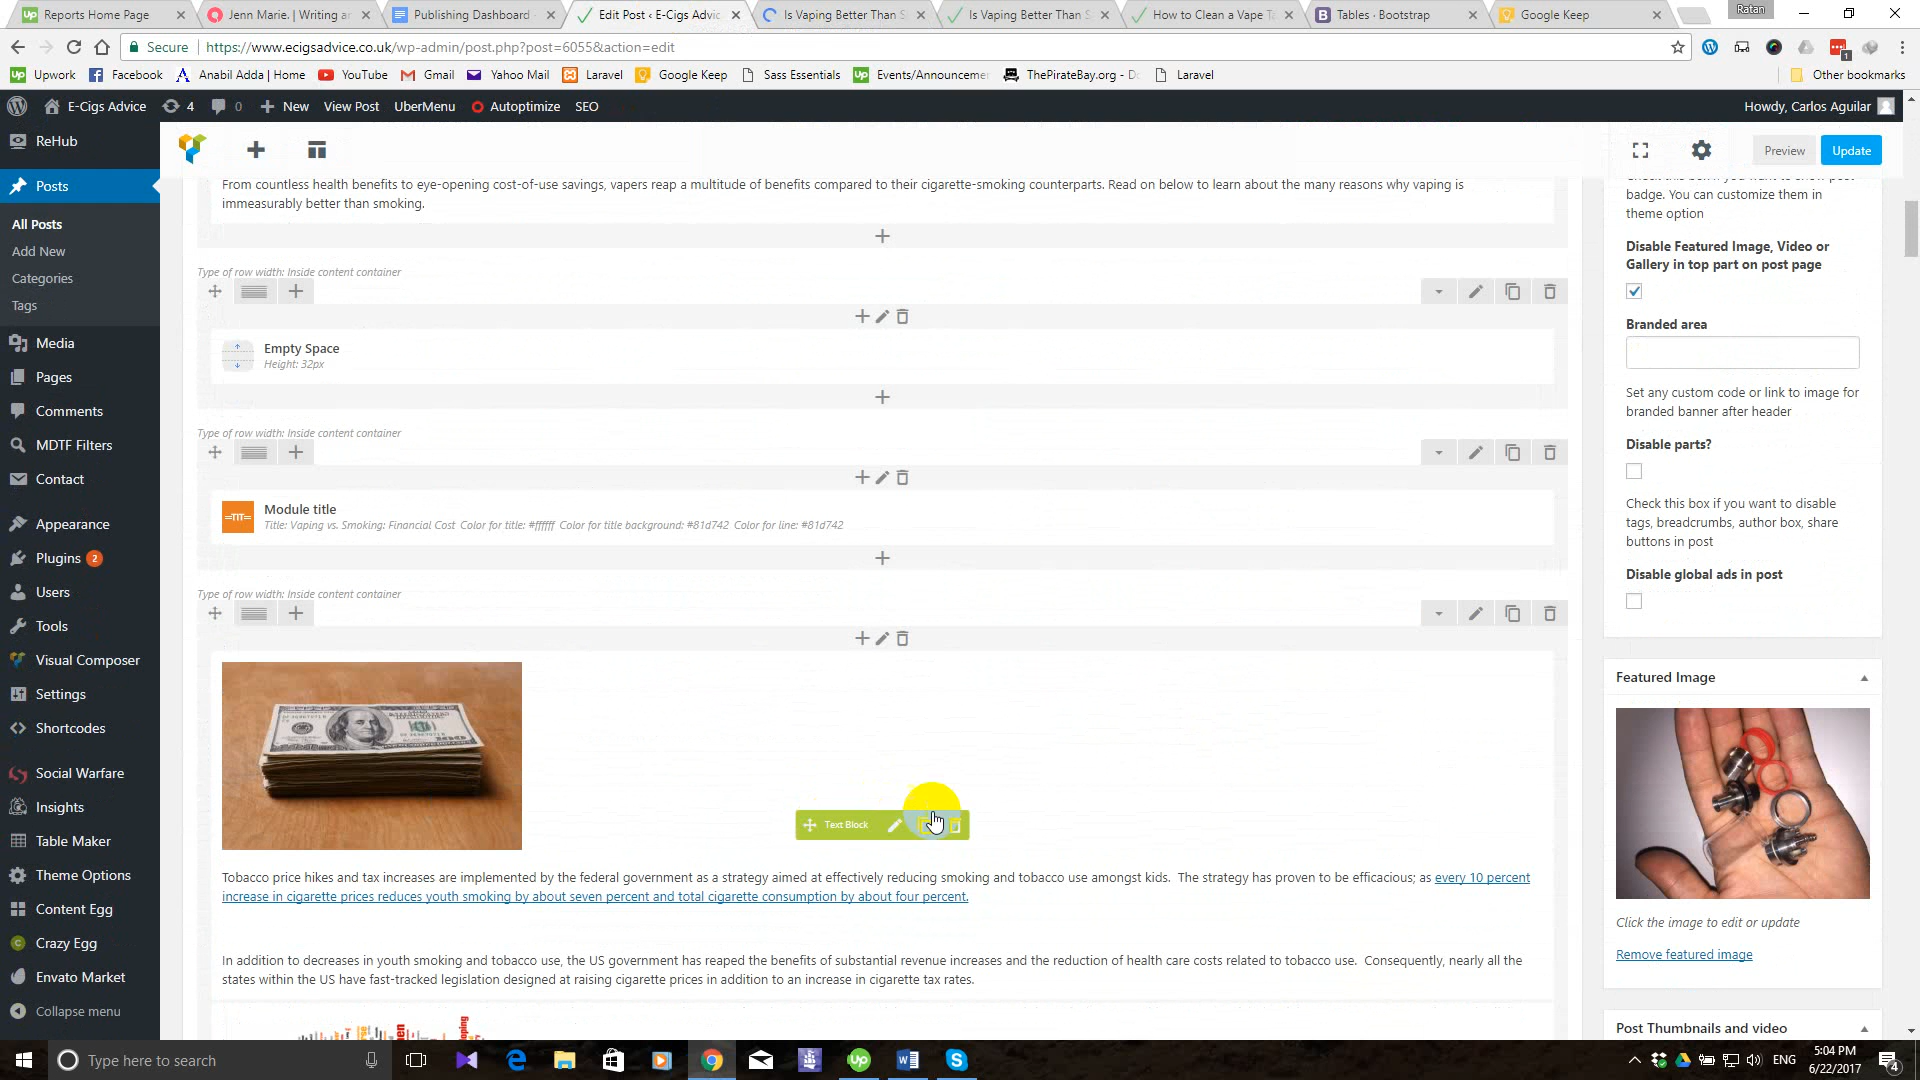 Reports Home Page
Jenn Marie. | Writing a
Publishing Dashboard
Edit Post ‹ E-Cigs Advic
Is Vaping Better Than S
Is Vaping Better Than S
How to Clean a Vape Ta
Tables · Bootstrap
Google Keep
Ratan
Secure
https://www.ecigsadvice.co.uk/wp-admin/post.php?post=6055&action=edit
Upwork
Facebook
Anabil Adda | Home
YouTube
Gmail
Yahoo Mail
Laravel
Google Keep
Sass Essentials
Events/Announceme
ThePirateBay.org - Do
Laravel
Other bookmarks
E-Cigs Advice
4
0
New
View Post
UberMenu
Autoptimize
SEO
Howdy, Carlos Aguilar
ReHub
Posts
All Posts
Add New
Categories
Tags
Media
Pages
Comments
MDTF Filters
Contact
Appearance
Plugins 2
Users
Tools
Visual Composer
Settings
Shortcodes
Social Warfare
Insights
Table Maker
Theme Options
Content Egg
Crazy Egg
Envato Market
Collapse menu
Preview
Update
From countless health benefits to eye-opening cost-of-use savings, vapers reap a multitude of benefits compared to their cigarette-smoking counterparts. Read on below to learn about the many reasons why vaping is
immeasurably better than smoking.
Type of row width: Inside content container
Empty Space
Height: 32px
Type of row width: Inside content container
Module title
Title: Vaping vs. Smoking: Financial Cost Color for title: #ffffff Color for title background: #81d742 Color for line: #81d742
Type of row width: Inside content container
Text Block
Tobacco price hikes and tax increases are implemented by the federal government as a strategy aimed at effectively reducing smoking and tobacco use amongst kids. The strategy has proven to be efficacious; as every 10 percent
increase in cigarette prices reduces youth smoking by about seven percent and total cigarette consumption by about four percent.
In addition to decreases in youth smoking and tobacco use, the US government has reaped the benefits of substantial revenue increases and the reduction of health care costs related to tobacco use. Consequently, nearly all the
states within the US have fast-tracked legislation designed at raising cigarette prices in addition to an increase in cigarette tax rates.
badge. You can customize them in
theme option
Disable Featured Image, Video or
Gallery in top part on post page
Branded area
Set any custom code or link to image for
branded banner after header
Disable parts?
Check this box if you want to disable
tags, breadcrumbs, author box, share
buttons in post
Disable global ads in post
Featured Image
Click the image to edit or update
Remove featured image
Post Thumbnails and video
Type here to search
ENG
5:04 PM
6/22/2017
4